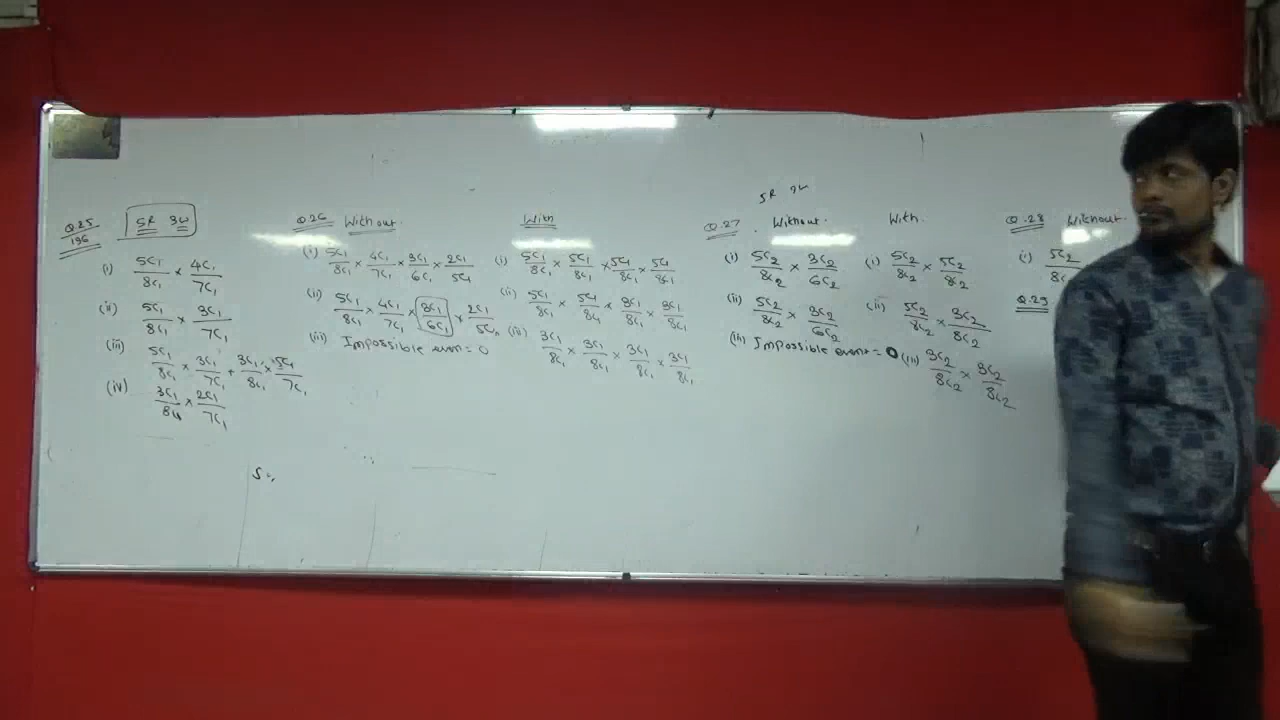 Q.25
196
5R 3W
(i) 5C1/8C1 × 4C1/7C1
(ii) 5C1/8C1 × 3C1/7C1
(iii) 5C1/8C1 × 3C1/7C1 + 3C1/8C1 × 5C1/7C1
(iv) 3C1/8C1 × 2C1/7C1
S
Q.26 Without.
(i) 5C1/8C1 × 4C1/7C1 × 3C1/6C1 × 2C1/5C1
(ii) 5C1/8C1 × 4C1/7C1 × 3C1/6C1 × 2C1/5C1
(iii) Impossible even = 0
With
(i) 5C1/8C1 × 5C1/8C1 × 5C1/8C1 × 5C1/8C1
(ii) 5C1/8C1 × 5C1/8C1 × 3C1/8C1 × 3C1/8C1
(iii) 3C1/8C1 × 3C1/8C1 × 3C1/8C1 × 3C1/8C1
5R 3W
Q.27 Without.
(i) 5C2/8C2 × 3C2/6C2
(ii) 5C2/8C2 × 3C2/6C2
(iii) Impossible event = 0
With.
(i) 5C2/8C2 × 5C2/8C2
(ii) 5C2/8C2 × 3C2/8C2
(iii) 3C2/8C2 × 3C2/8C2
Q.28 Without.
(i) 5C2/8C
Q.29